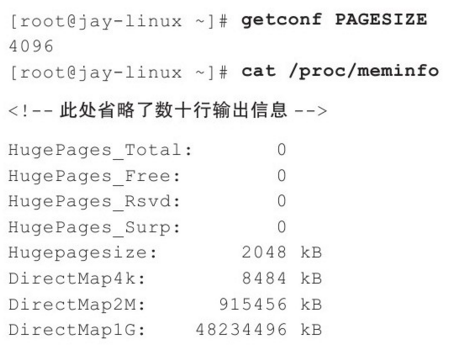 [root@jay-linux ~]# getconf PAGESIZE
4096
[root@jay-linux ~]# cat /proc/meminfo
<!-- 此处省略了数十行输出信息 -->
HugePages_Total:       0
HugePages_Free:        0
HugePages_Rsvd:        0
HugePages_Surp:        0
Hugepagesize:       2048 kB
DirectMap4k:        8484 kB
DirectMap2M:      915456 kB
DirectMap1G:    48234496 kB